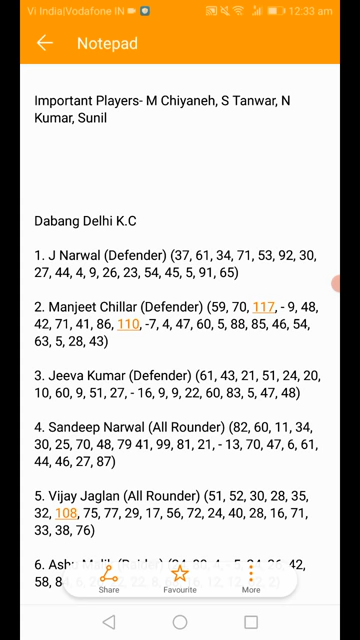 Vi India|Vodafone IN
12:33 am
Notepad
Important Players- M Chiyaneh, S Tanwar, N
Kumar, Sunil
Dabang Delhi K.C
1. J Narwal (Defender) (37, 61, 34, 71, 53, 92, 30,
27, 44, 4, 9, 26, 23, 54, 45, 5, 91, 65)
2. Manjeet Chillar (Defender) (59, 70, 117, - 9, 48,
42, 71, 41, 86, 110, -7, 4, 47, 60, 5, 88, 85, 46, 54,
63, 5, 28, 43)
3. Jeeva Kumar (Defender) (61, 43, 21, 51, 24, 20,
10, 60, 9, 51, 27, - 16, 9, 9, 22, 60, 83, 5, 47, 48)
4. Sandeep Narwal (All Rounder) (82, 60, 11, 34,
30, 25, 70, 48, 79 41, 99, 81, 21, - 13, 70, 47, 6, 61,
44, 46, 27, 87)
5. Vijay Jaglan (All Rounder) (51, 52, 30, 28, 35,
32, 108, 75, 77, 29, 17, 56, 72, 24, 40, 28, 16, 71,
33, 38, 76)
6. 42,
58,
Share Favourite More